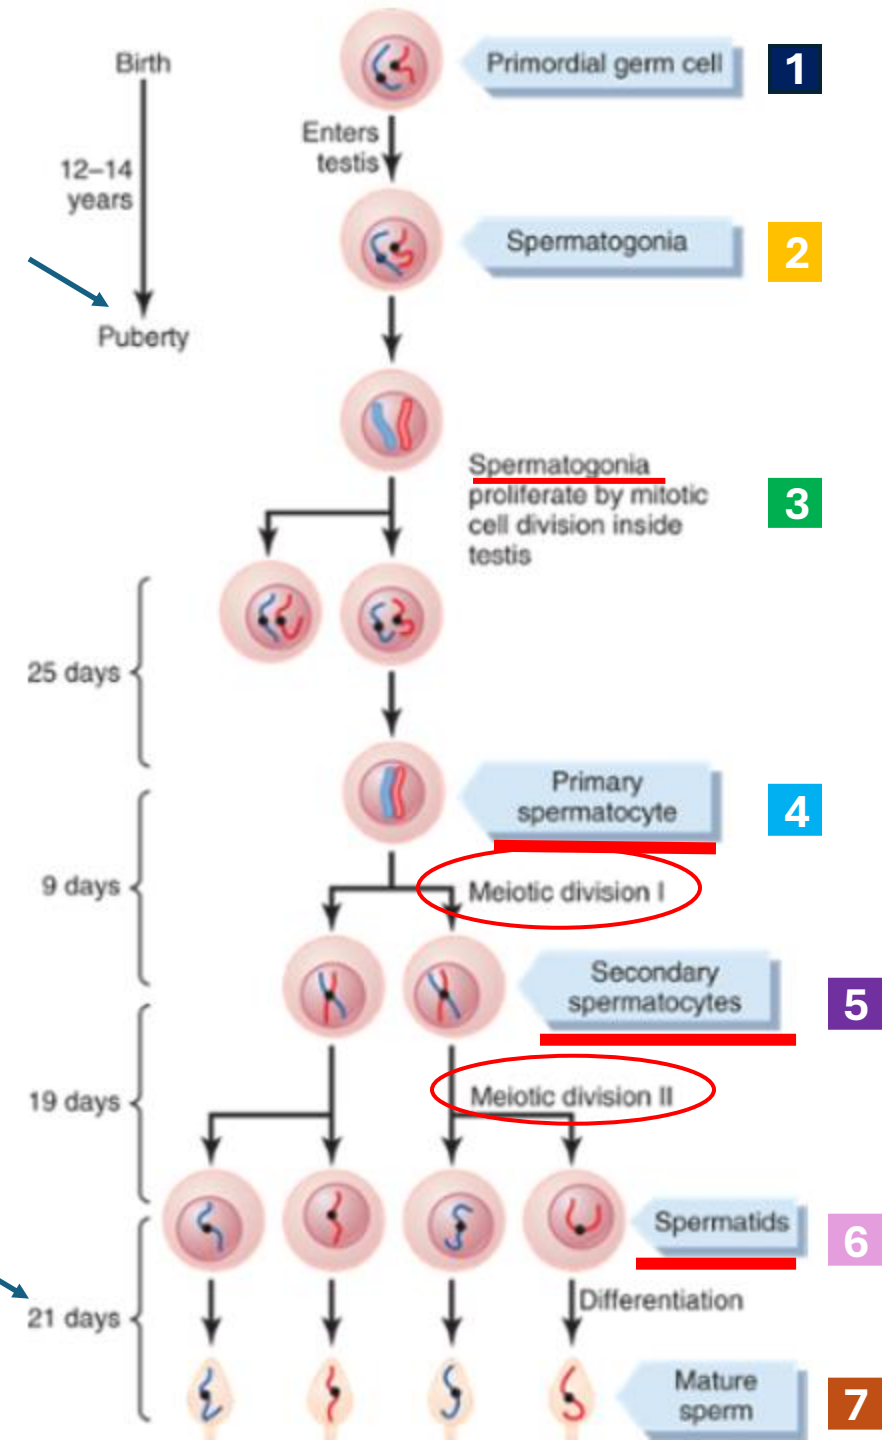 Birth
Primordial germ cell
1
Enters
testis
12–14
years
Spermatogonia
2
Puberty
Spermatogonia
proliferate by mitotic
cell division inside
testis
3
25 days
Primary
spermatocyte
4
9 days
Meiotic division I
Secondary
spermatocytes
5
19 days
Meiotic division II
Spermatids
6
21 days
Differentiation
Mature
sperm
7